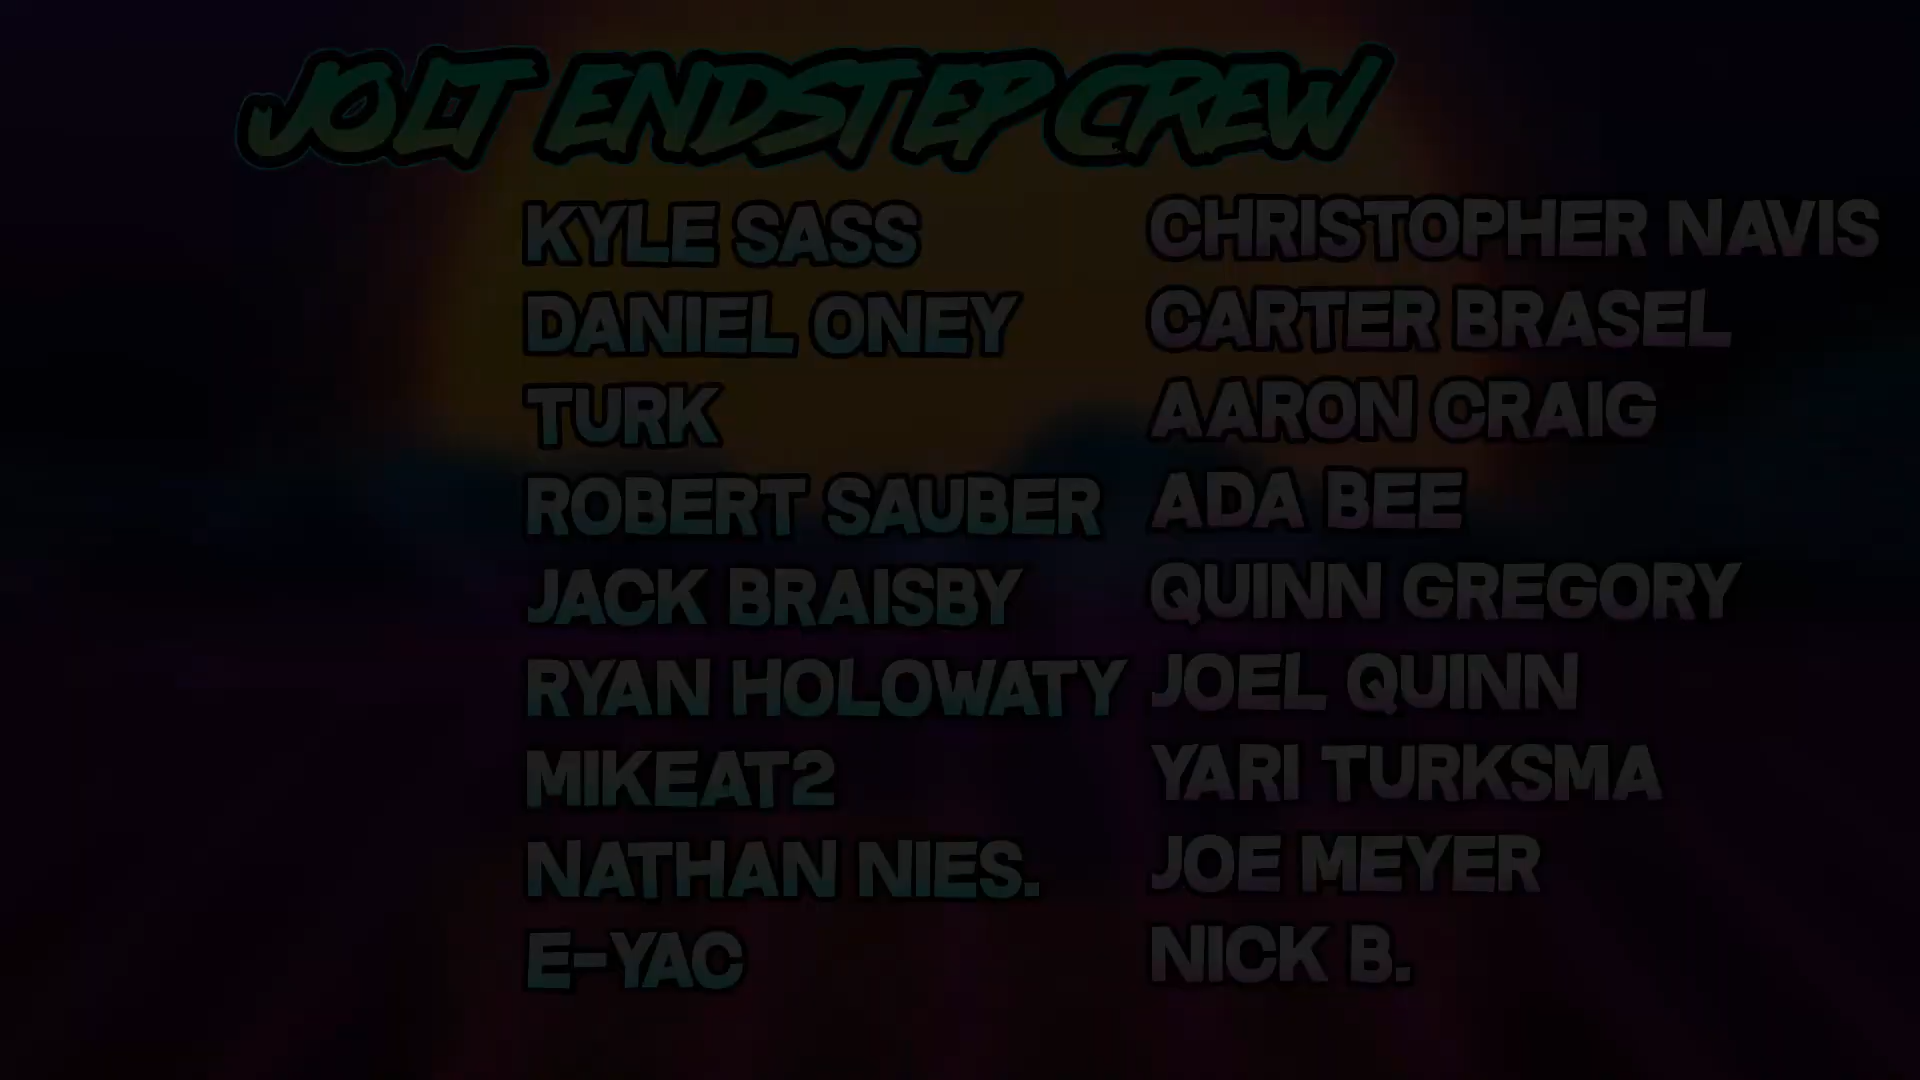 JOLT ENDSTEP CREW
KYLE SASS
DANIEL ONEY
TURK
ROBERT SAUBER
JACK BRAISBY
RYAN HOLOWATY
MIKEAT2
NATHAN NIES.
E-YAC
CHRISTOPHER NAVIS
CARTER BRASEL
AARON CRAIG
ADA BEE
QUINN GREGORY
JOEL QUINN
YARI TURKSMA
JOE MEYER
NICK B.